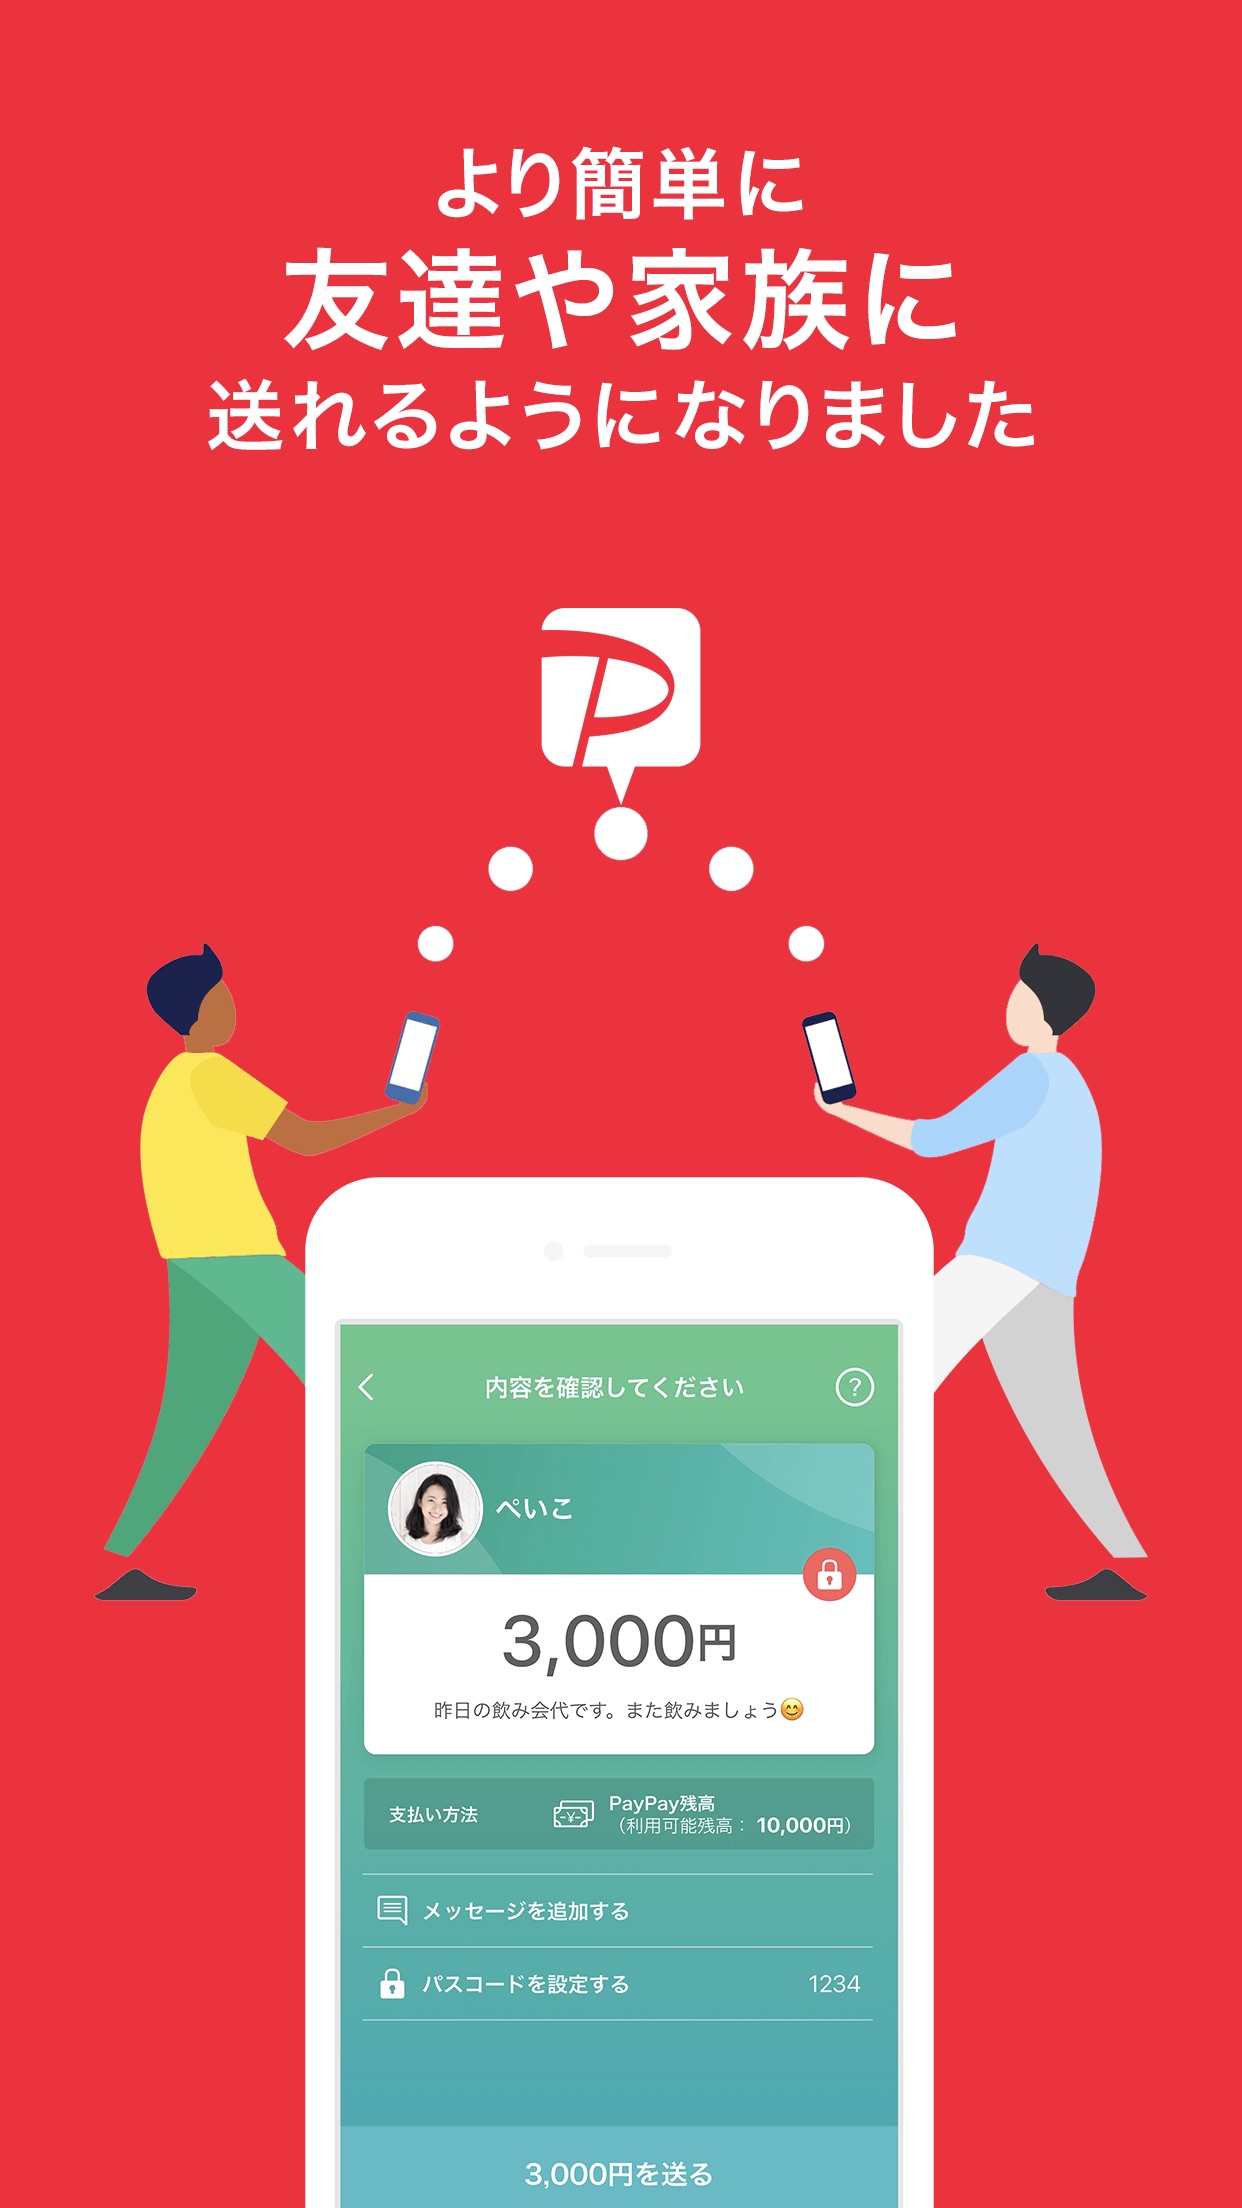 より簡単に
友達や家族に
送れるようになりました
内容を確認してください
?
ぺいこ
3,000円
昨日の飲み会代です。また飲みましょう😊
支払い方法
PayPay残高
（利用可能残高： 10,000円）
メッセージを追加する
パスコードを設定する 1234
3,000円を送る